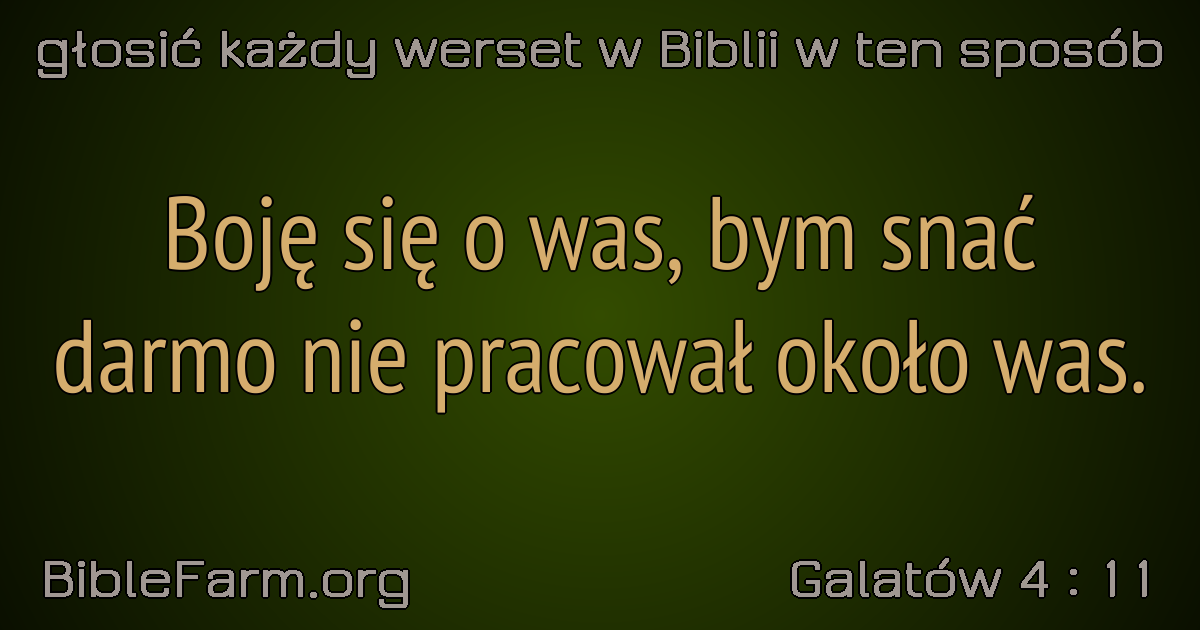 głosić każdy werset w Biblii w ten sposób
Boję się o was, bym snać
darmo nie pracował około was.
BibleFarm.org
Galatów 4 : 11